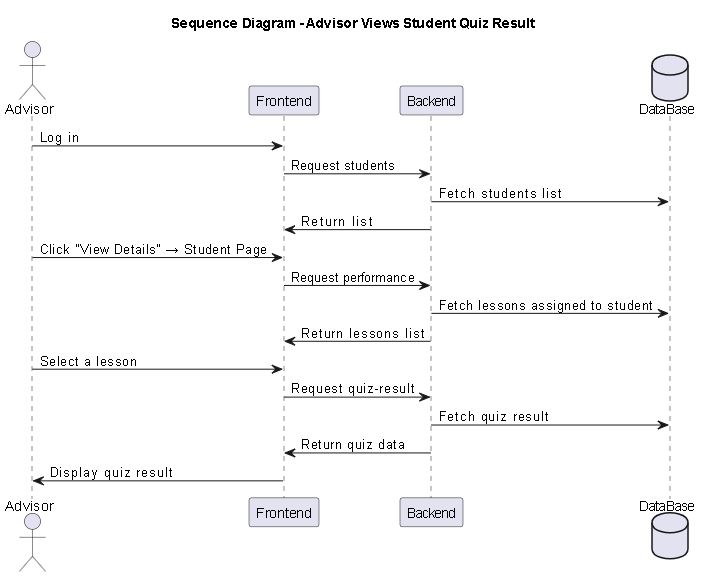 Sequence Diagram - Advisor Views Student Quiz Result
Advisor
Frontend
Backend
DataBase
Log in
Request students
Fetch students list
Return list
Click "View Details" → Student Page
Request performance
Fetch lessons assigned to student
Return lessons list
Select a lesson
Request quiz-result
Fetch quiz result
Return quiz data
Display quiz result
Advisor
Frontend
Backend
DataBase